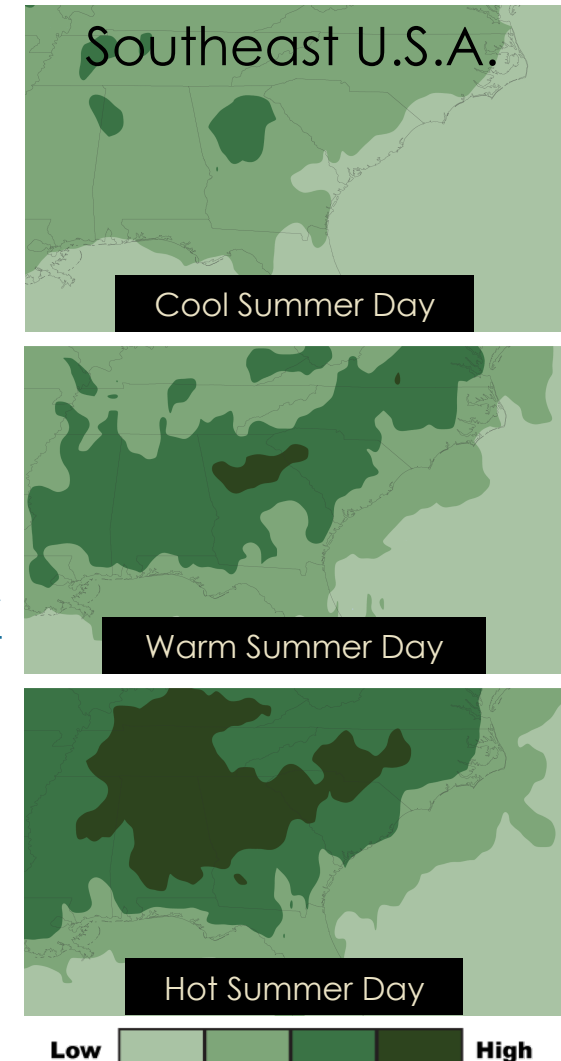 Southeast U.S.A.
Cool Summer Day
Warm Summer Day
Hot Summer Day
Low High